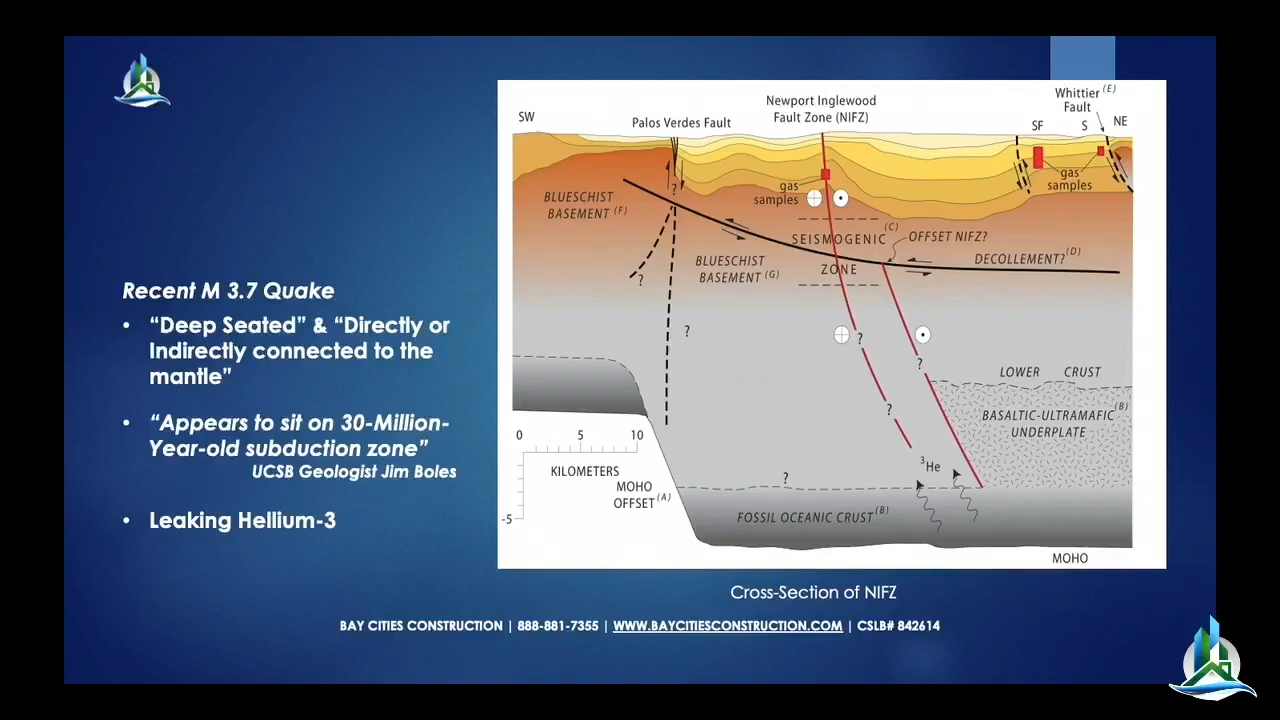 Recent M 3.7 Quake
• “Deep Seated” & “Directly or
Indirectly connected to the
mantle”
• “Appears to sit on 30-Million-
Year-old subduction zone”
UCSB Geologist Jim Boles
• Leaking Hellium-3
SW
Palos Verdes Fault
Newport Inglewood
Fault Zone (NIFZ)
Whittier (E)
Fault
SF
S
NE
?
gas
samples
gas
samples
BLUESCHIST
BASEMENT (F)
SEISMOGENIC (C)
ZONE
OFFSET NIFZ?
DECOLLEMENT? (D)
BLUESCHIST
BASEMENT (G)
?
?
?
?
?
LOWER CRUST
BASALTIC-ULTRAMAFIC (B)
UNDERPLATE
0 5 10
KILOMETERS
-5
MOHO
OFFSET (A)
?
3He
FOSSIL OCEANIC CRUST (B)
MOHO
Cross-Section of NIFZ
BAY CITIES CONSTRUCTION | 888-881-7355 | WWW.BAYCITIESCONSTRUCTION.COM | CSLB# 842614